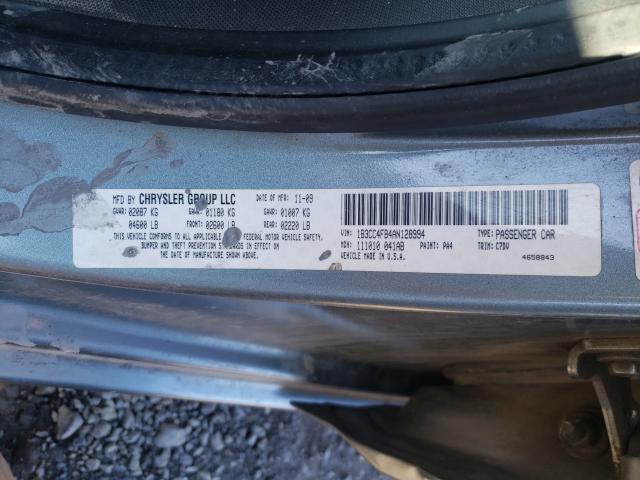 MFD BY CHRYSLER GROUP LLC DATE OF MFR: 11-09
GVWR: 02087 KG GAWR FRONT: 01180 KG GAWR REAR: 01007 KG
04600 LB 02600 LB 02220 LB
THIS VEHICLE CONFORMS TO ALL APPLICABLE FEDERAL MOTOR VEHICLE SAFETY,
BUMPER AND THEFT PREVENTION STANDARDS IN EFFECT ON
THE DATE OF MANUFACTURE SHOWN ABOVE.
VIN: 1B3CC4FB4AN128994 TYPE: PASSENGER CAR
MDH: 111010 041AB PAINT: PA4 TRIM: C7DV
VEHICLE MADE IN U.S.A.
4658843